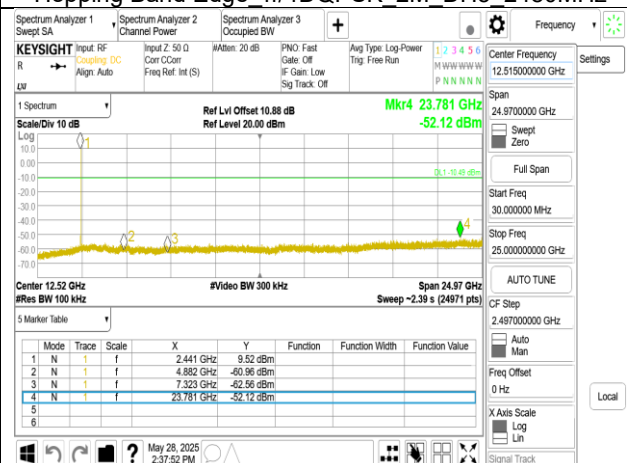 Spectrum Analyzer 1
Swept SA
Spectrum Analyzer 2
Channel Power
Spectrum Analyzer 3
Occupied BW
+
Frequency
KEYSIGHT
R
LXI
Input: RF
Coupling: DC
Align: Auto
Input Z: 50 Ω
Corr CCorr
Freq Ref: Int (S)
#Atten: 20 dB
PNO: Fast
Gate: Off
IF Gain: Low
Sig Track: Off
Avg Type: Log-Power
Trig: Free Run
1 2 3 4 5 6
M W W W W W
P N N N N N
1 Spectrum
Scale/Div 10 dB
Ref Lvl Offset 10.88 dB
Ref Level 20.00 dBm
Mkr4 23.781 GHz
-52.12 dBm
Log
10.0
0.00
-10.0
-20.0
-30.0
-40.0
-50.0
-60.0
-70.0
1
2
3
4
DL1 -10.48 dBm
Center 12.52 GHz
#Res BW 100 kHz
#Video BW 300 kHz
Span 24.97 GHz
Sweep ~2.39 s (24971 pts)
5 Marker Table
Mode Trace Scale X Y Function Function Width Function Value
1 N 1 f 2.441 GHz 9.52 dBm
2 N 1 f 4.882 GHz -60.96 dBm
3 N 1 f 7.323 GHz -62.56 dBm
4 N 1 f 23.781 GHz -52.12 dBm
5
6
May 28, 2025
2:37:52 PM
Center Frequency
12.515000000 GHz
Settings
Span
24.9700000 GHz
Swept
Zero
Full Span
Start Freq
30.000000 MHz
Stop Freq
25.000000000 GHz
AUTO TUNE
CF Step
2.497000000 GHz
Auto
Man
Freq Offset
0 Hz
Local
X Axis Scale
Log
Lin
Signal Track